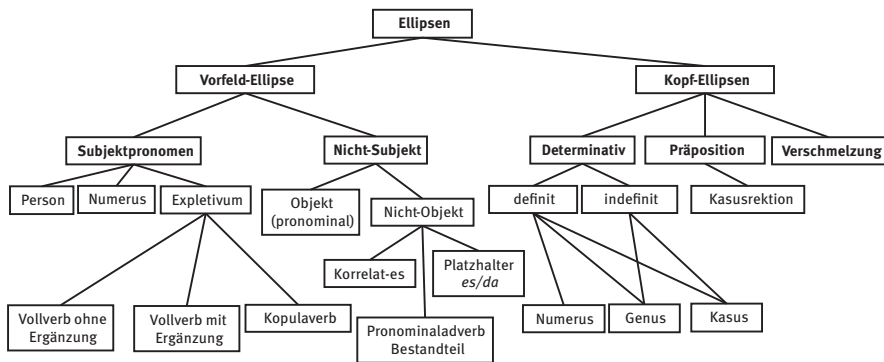 Ellipsen
Vorfeld-Ellipse
Kopf-Ellipsen
Subjektpronomen
Nicht-Subjekt
Determinativ
Präposition
Verschmelzung
Person
Numerus
Expletivum
Objekt
(pronominal)
Nicht-Objekt
definit
indefinit
Kasusrektion
Korrelat-es
Platzhalter
es/da
Vollverb ohne
Ergänzung
Vollverb mit
Ergänzung
Kopulaverb
Pronominaladverb
Bestandteil
Numerus
Genus
Kasus